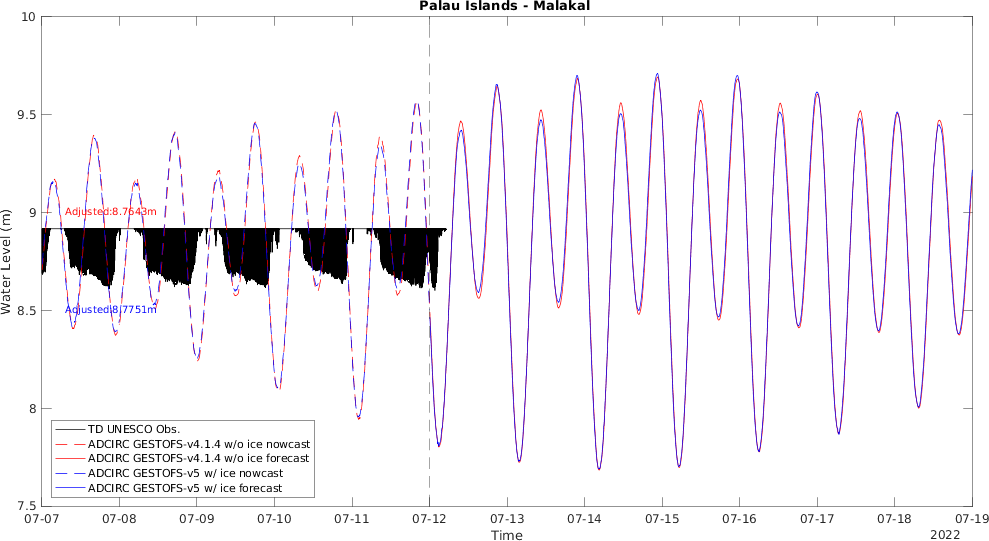 Palau Islands - Malakal
10
9.5
9
8.5
8
7.5
Water Level (m)
Adjusted:8.7643m
Adjusted:8.7751m
TD UNESCO Obs.
ADCIRC GESTOFS-v4.1.4 w/o ice nowcast
ADCIRC GESTOFS-v4.1.4 w/o ice forecast
ADCIRC GESTOFS-v5 w/ ice nowcast
ADCIRC GESTOFS-v5 w/ ice forecast
07-07 07-08 07-09 07-10 07-11 07-12 07-13 07-14 07-15 07-16 07-17 07-18 07-19
Time
2022